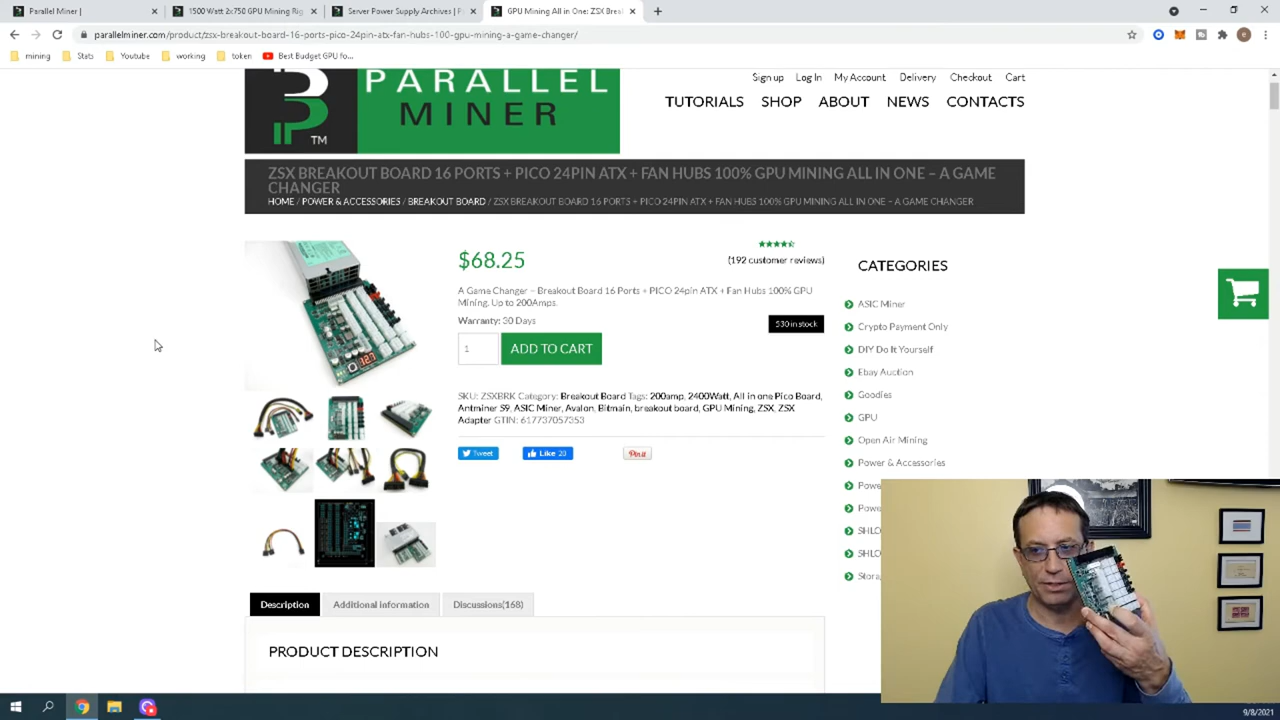 Parallel Miner |
1500 Watt 2x750 GPU Mining Rig
Server Power Supply Archives | P
GPU Mining All in One: ZSX Brea
parallelminer.com/product/zsx-breakout-board-16-ports-pico-24pin-atx-fan-hubs-100-gpu-mining-a-game-changer/
mining
Stats
Youtube
working
token
Best Budget GPU fo...
PARALLEL
MINER
TM
Sign up
Log In
My Account
Delivery
Checkout
Cart
TUTORIALS
SHOP
ABOUT
NEWS
CONTACTS
ZSX BREAKOUT BOARD 16 PORTS + PICO 24PIN ATX + FAN HUBS 100% GPU MINING ALL IN ONE – A GAME
CHANGER
HOME / POWER & ACCESSORIES / BREAKOUT BOARD / ZSX BREAKOUT BOARD 16 PORTS + PICO 24PIN ATX + FAN HUBS 100% GPU MINING ALL IN ONE – A GAME CHANGER
$68.25
(192 customer reviews)
A Game Changer – Breakout Board 16 Ports + PICO 24pin ATX + Fan Hubs 100% GPU
Mining. Up to 200Amps.
Warranty: 30 Days
530 in stock
1
ADD TO CART
SKU: ZSXBRK Category: Breakout Board Tags: 200amp, 2400Watt, All in one Pico Board,
Antminer S9, ASIC Miner, Avalon, Bitmain, breakout board, GPU Mining, ZSX, ZSX
Adapter GTIN: 617737057353
Tweet
Like 20
Pin it
12.7
CATEGORIES
ASIC Miner
Crypto Payment Only
DIY Do It Yourself
Ebay Auction
Goodies
GPU
Open Air Mining
Power & Accessories
Powe
Powe
SHLO
SHLO
Stora
Description
Additional information
Discussions(168)
PRODUCT DESCRIPTION
9/8/2021